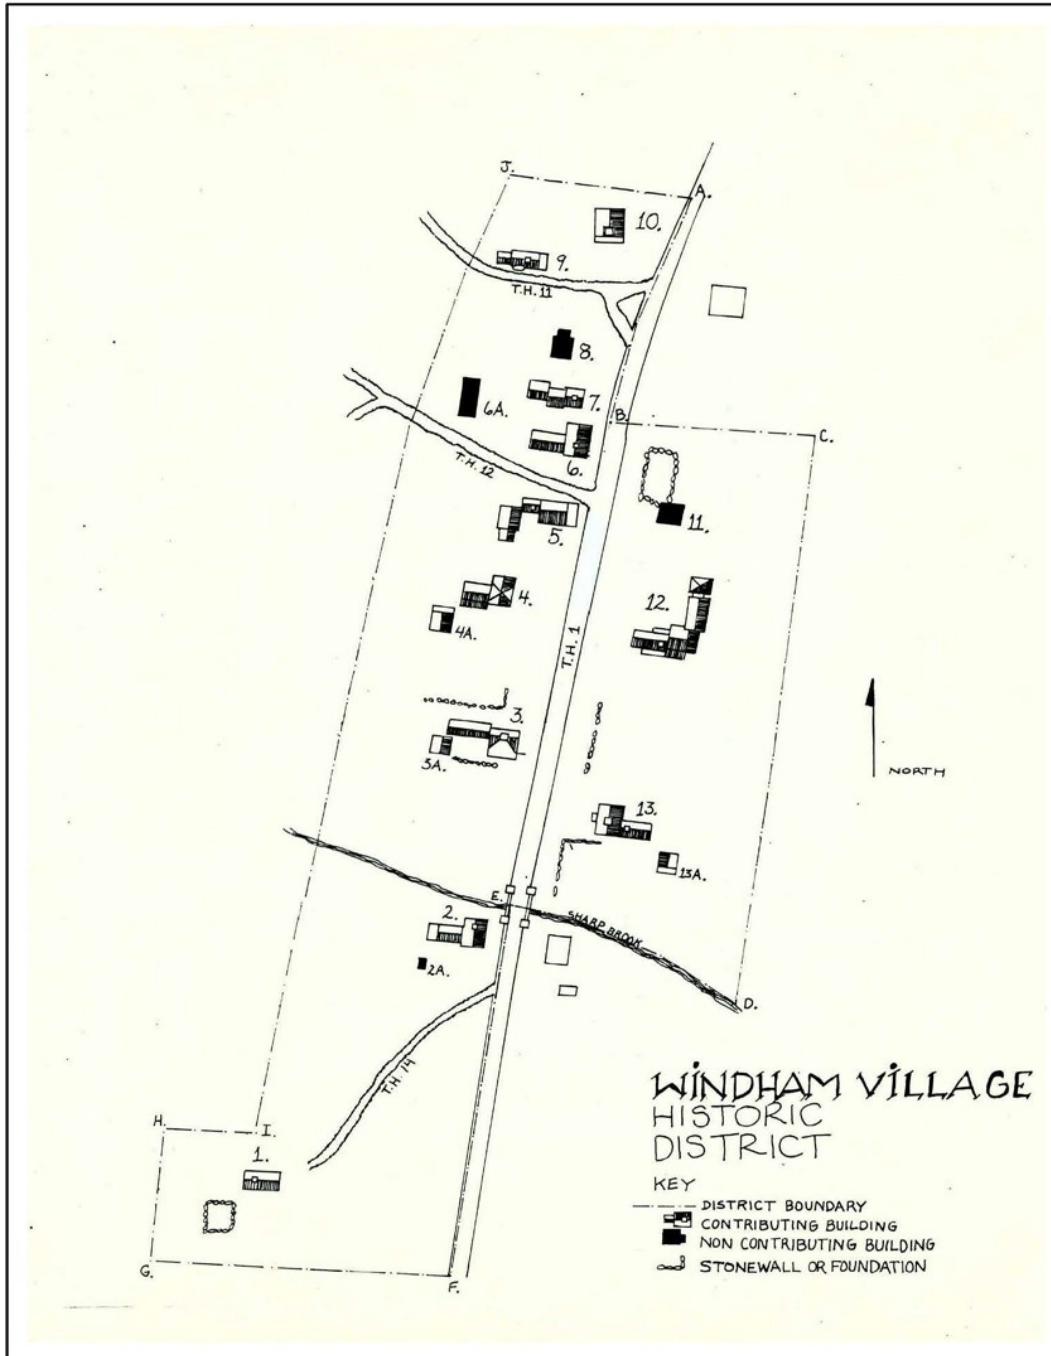 J.
A.
10.
9.
T.H. 11
8.
7.
6A.
B.
C.
6.
T.H. 12
11.
5.
4.
12.
4A.
T.H. 1
3.
3A.
NORTH
13.
13A.
E.
2.
SHARP BROOK
2A.
D.
T.H. 14
H.
I.
1.
G.
F.
WINDHAM VILLAGE
HISTORIC
DISTRICT
KEY
DISTRICT BOUNDARY
CONTRIBUTING BUILDING
NON CONTRIBUTING BUILDING
STONEWALL OR FOUNDATION